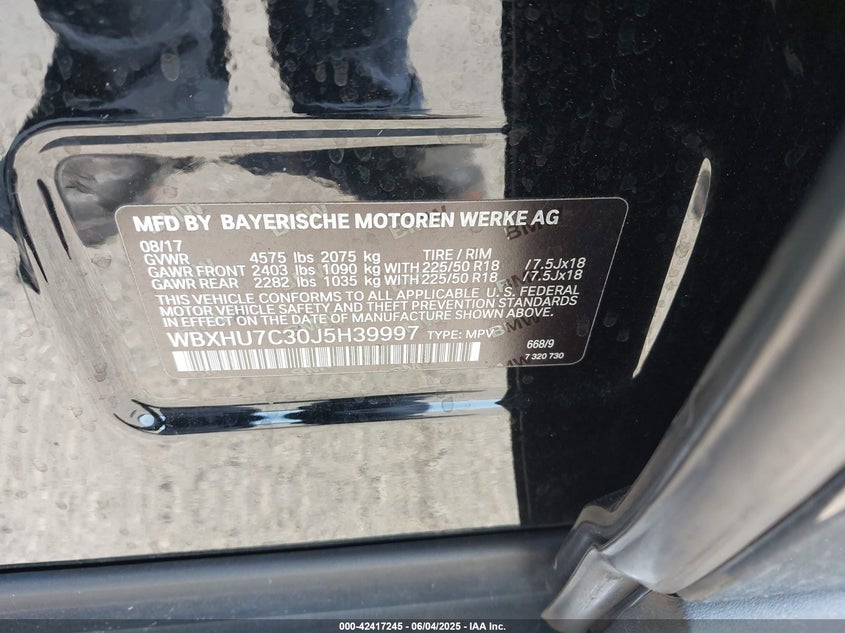 MFD BY BAYERISCHE MOTOREN WERKE AG
08/17
GVWR 4575 lbs 2075 kg TIRE / RIM
GAWR FRONT 2403 lbs 1090 kg WITH 225/50 R18 /7.5Jx18
GAWR REAR 2282 lbs 1035 kg WITH 225/50 R18 /7.5Jx18
THIS VEHICLE CONFORMS TO ALL APPLICABLE U.S. FEDERAL
MOTOR VEHICLE SAFETY AND THEFT PREVENTION STANDARDS
IN EFFECT ON THE DATE OF MANUFACTURE SHOWN ABOVE.
WBXHU7C30J5H39997 TYPE: MPV 668/9
7 320 730
BMW
BMW
BMW
000-42417245 - 06/04/2025 - IAA Inc.